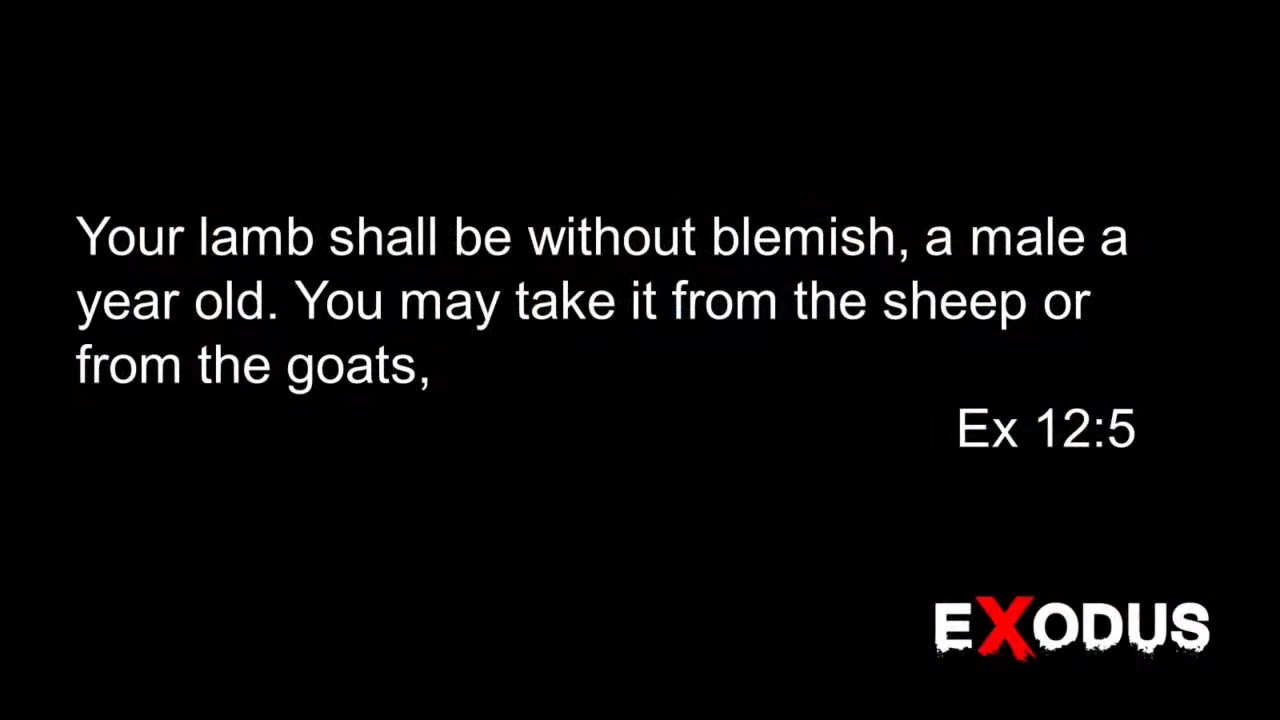 Your lamb shall be without blemish, a male a
year old. You may take it from the sheep or
from the goats,
Ex 12:5
EXODUS